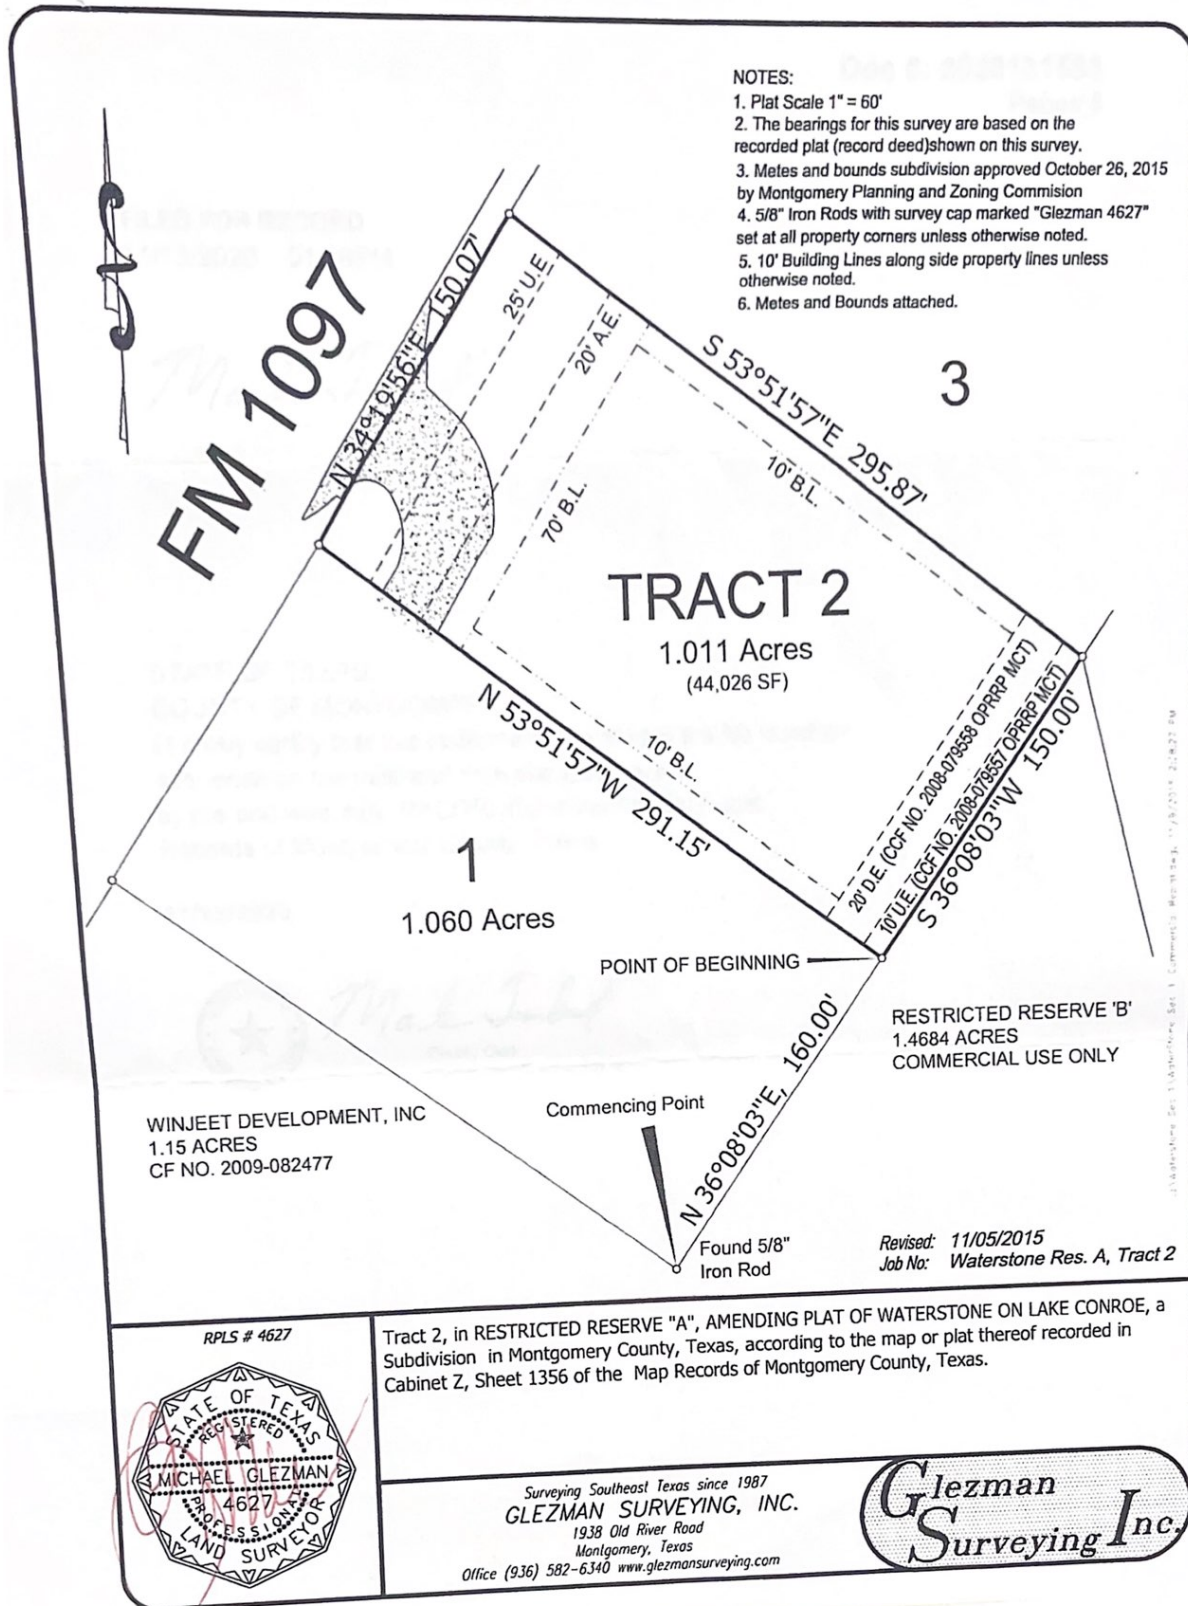 NOTES:
1. Plat Scale 1" = 60'
2. The bearings for this survey are based on the
recorded plat (record deed)shown on this survey.
3. Metes and bounds subdivision approved October 26, 2015
by Montgomery Planning and Zoning Commision
4. 5/8" Iron Rods with survey cap marked "Glezman 4627"
set at all property corners unless otherwise noted.
5. 10' Building Lines along side property lines unless
otherwise noted.
6. Metes and Bounds attached.
FM 1097
N 34°19'56"E 150.07'
25' U.E.
20' A.E.
70' B.L.
S 53°51'57"E 295.87'
10' B.L.
3
TRACT 2
1.011 Acres
(44,026 SF)
N 53°51'57"W 291.15'
10' B.L.
20' D.E. (CCF NO. 2008-079558 OPRRP MCT)
10' U.E. (CCF NO. 2008-079557 OPRRP MCT)
S 36°08'03"W 150.00'
1
1.060 Acres
POINT OF BEGINNING
RESTRICTED RESERVE 'B'
1.4684 ACRES
COMMERCIAL USE ONLY
N 36°08'03"E, 160.00'
WINJEET DEVELOPMENT, INC
1.15 ACRES
CF NO. 2009-082477
Commencing Point
Found 5/8"
Iron Rod
Revised: 11/05/2015
Job No: Waterstone Res. A, Tract 2
RPLS # 4627
STATE OF TEXAS
REGISTERED
MICHAEL GLEZMAN
4627
PROFESSIONAL
LAND SURVEYOR
Tract 2, in RESTRICTED RESERVE "A", AMENDING PLAT OF WATERSTONE ON LAKE CONROE, a
Subdivision in Montgomery County, Texas, according to the map or plat thereof recorded in
Cabinet Z, Sheet 1356 of the Map Records of Montgomery County, Texas.
Surveying Southeast Texas since 1987
GLEZMAN SURVEYING, INC.
1938 Old River Road
Montgomery, Texas
Office (936) 582-6340 www.glezmansurveying.com
Glezman
Surveying Inc.